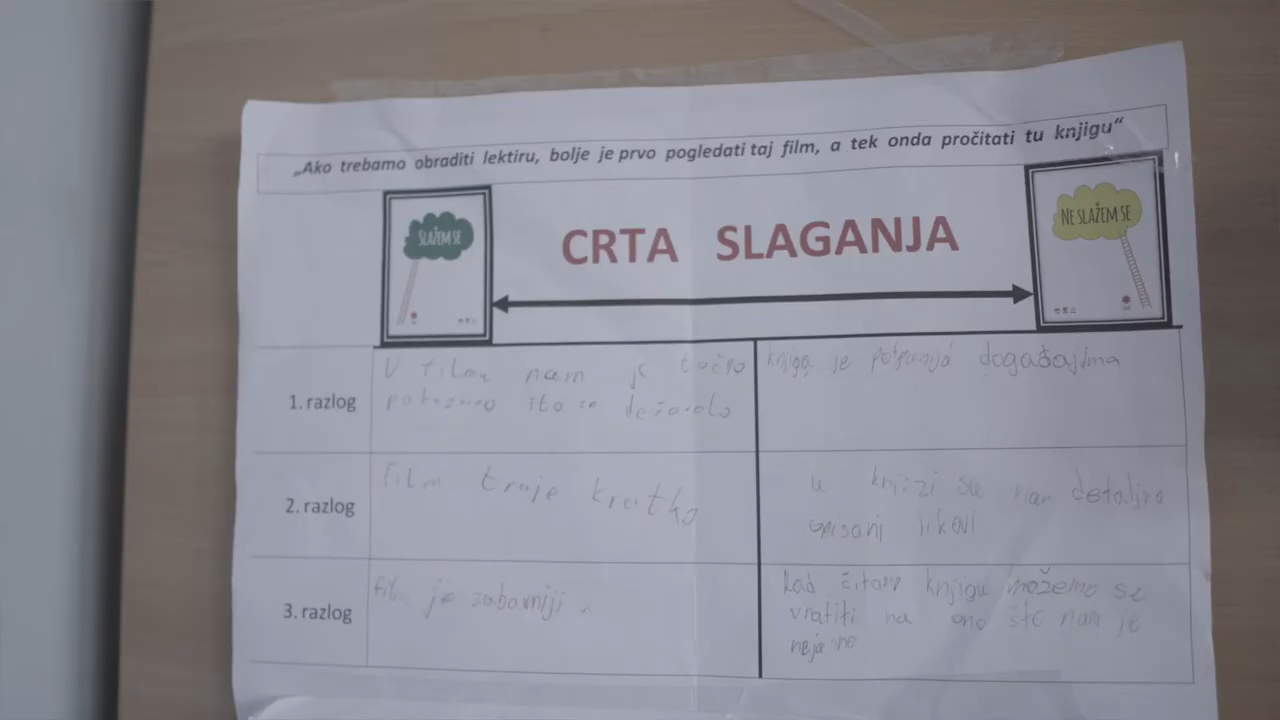 „Ako trebamo obraditi lektiru, bolje je prvo pogledati taj film, a tek onda pročitati tu knjigu“
SLAŽEM SE
CRTA SLAGANJA
NE SLAŽEM SE
1. razlog
U filmu nam je točno
pokazano što se dešavalo
knjiga je potpunija događajima
2. razlog
film traje kratko
u knjizi su nam detaljno
opisani likovi
3. razlog
film je zabavniji
kad čitamo knjigu možemo se
vratiti na ono što nam je
nejasno